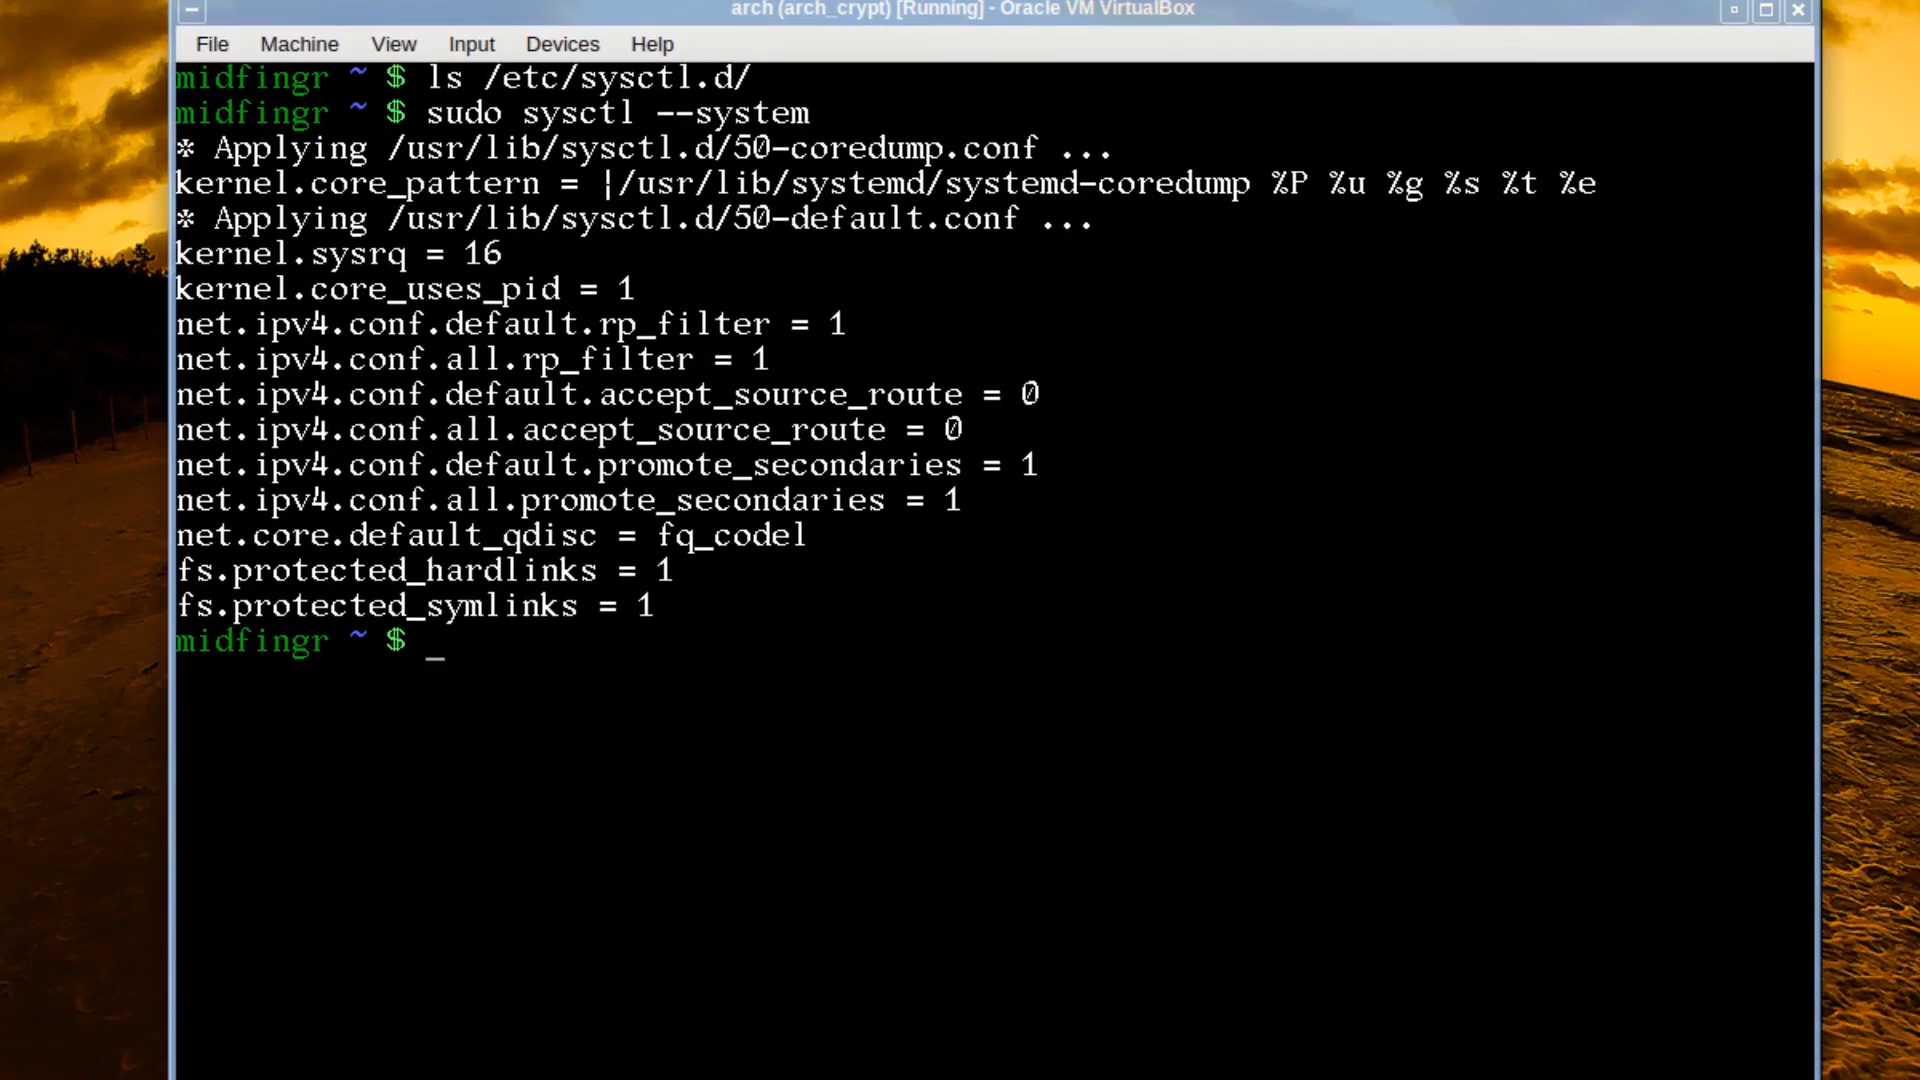 arch (arch_crypt) [Running] - Oracle VM VirtualBox
File Machine View Input Devices Help
midfingr ~ $ ls /etc/sysctl.d/
midfingr ~ $ sudo sysctl --system
* Applying /usr/lib/sysctl.d/50-coredump.conf ...
kernel.core_pattern = |/usr/lib/systemd/systemd-coredump %P %u %g %s %t %e
* Applying /usr/lib/sysctl.d/50-default.conf ...
kernel.sysrq = 16
kernel.core_uses_pid = 1
net.ipv4.conf.default.rp_filter = 1
net.ipv4.conf.all.rp_filter = 1
net.ipv4.conf.default.accept_source_route = 0
net.ipv4.conf.all.accept_source_route = 0
net.ipv4.conf.default.promote_secondaries = 1
net.ipv4.conf.all.promote_secondaries = 1
net.core.default_qdisc = fq_codel
fs.protected_hardlinks = 1
fs.protected_symlinks = 1
midfingr ~ $ _